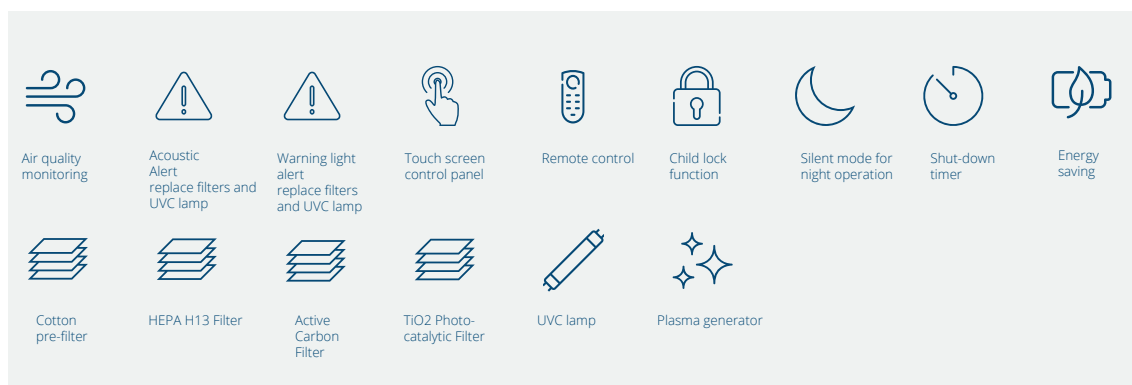 Air quality
monitoring
Acoustic
Alert
replace filters and
UVC lamp
Warning light
alert
replace filters
and UVC lamp
Touch screen
control panel
Remote control
Child lock
function
Silent mode for
night operation
Shut-down
timer
Energy
saving
Cotton
pre-filter
HEPA H13 Filter
Active
Carbon
Filter
TiO2 Photo-
catalytic Filter
UVC lamp
Plasma generator